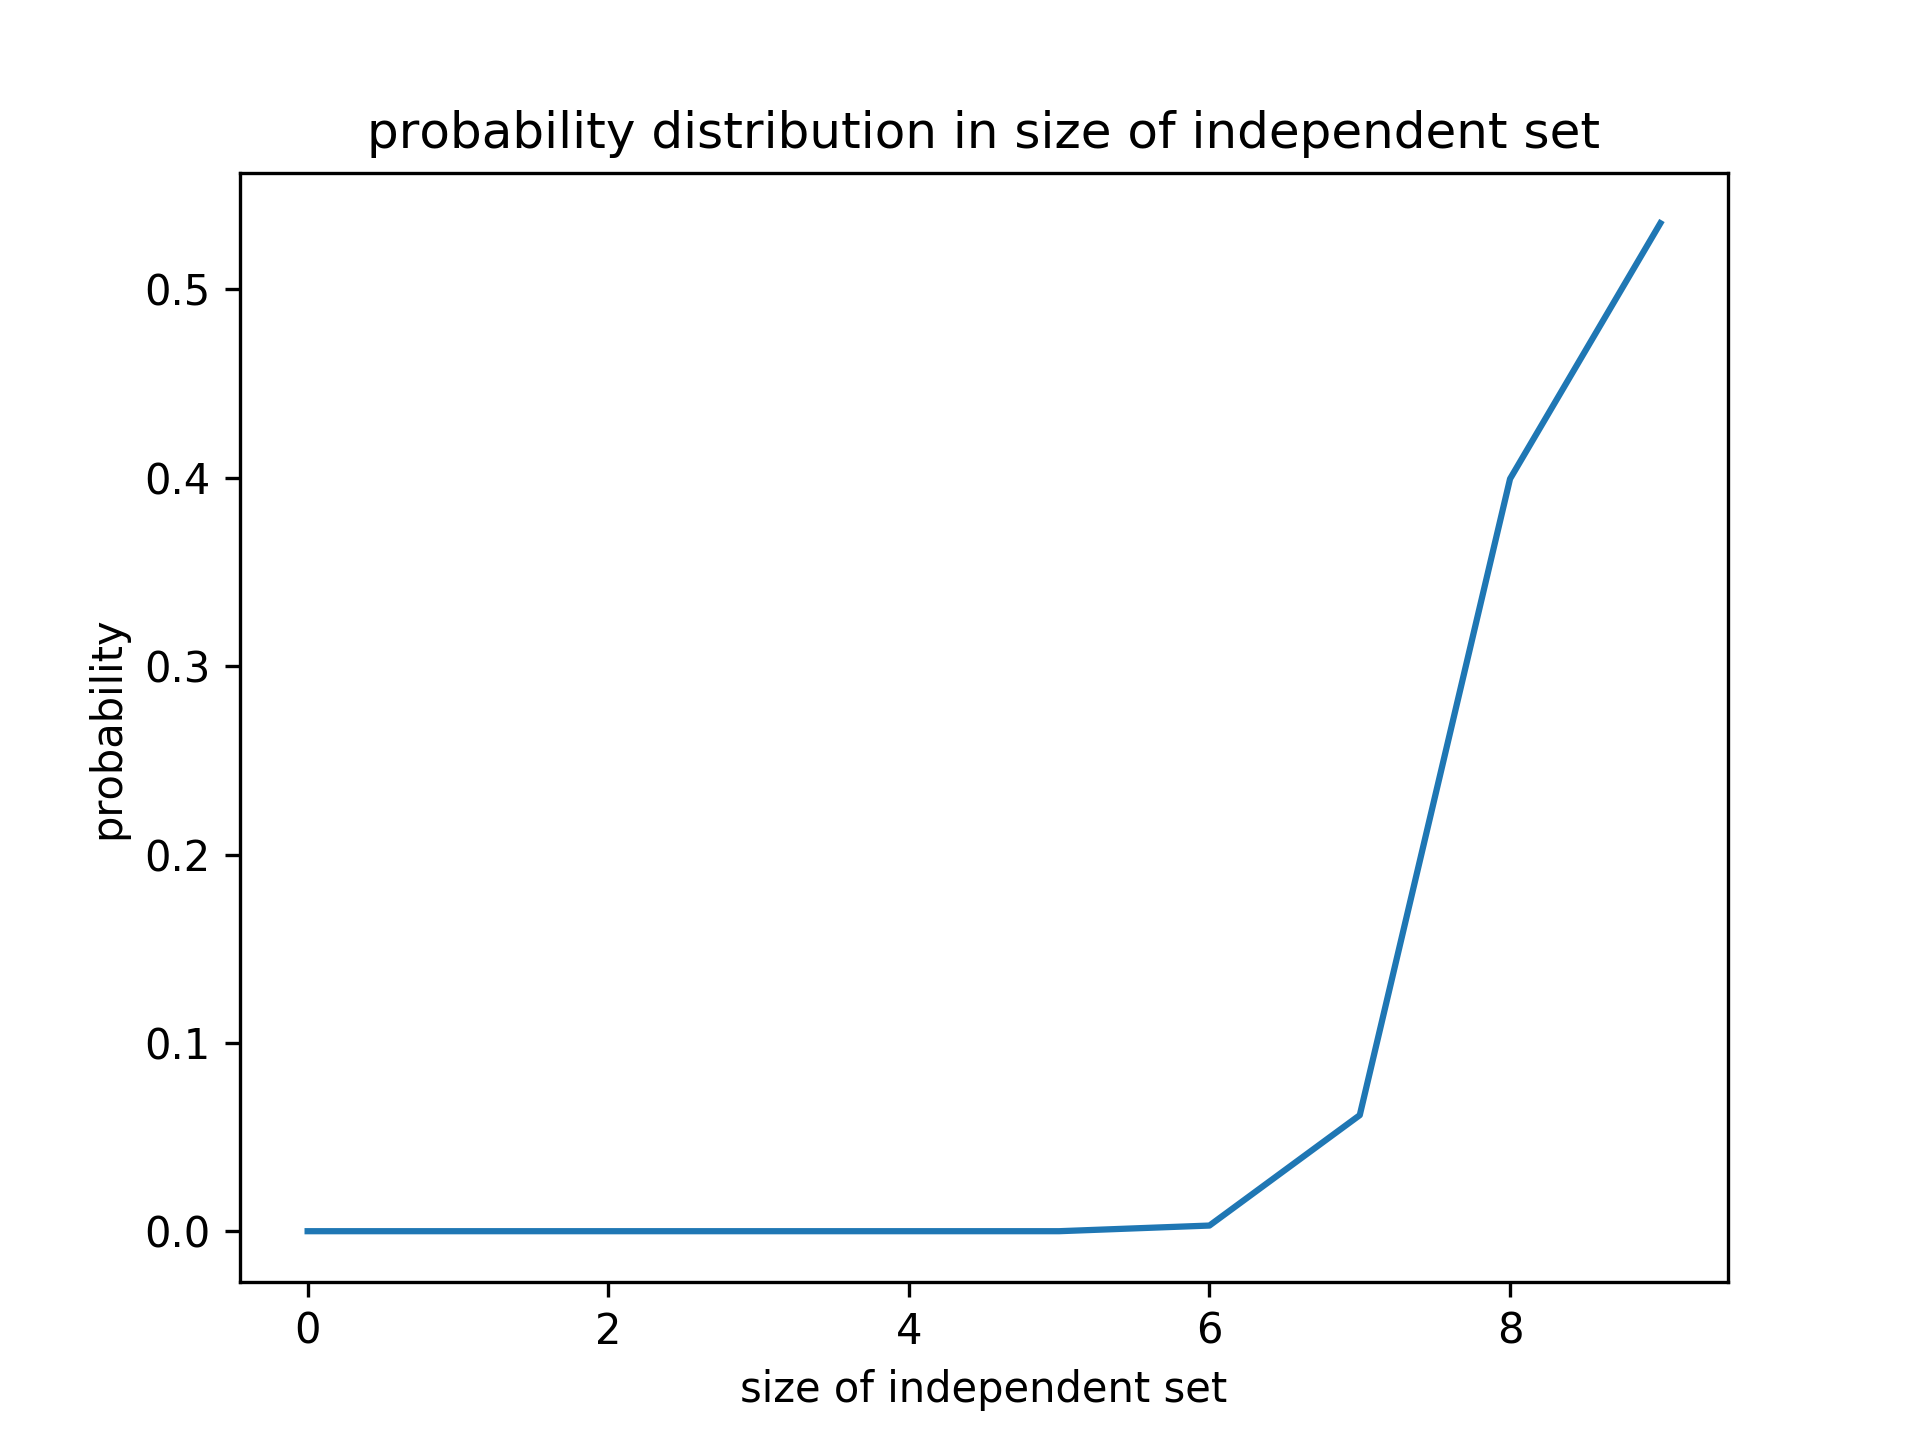 probability distribution in size of independent set
probability
0.5
0.4
0.3
0.2
0.1
0.0
0 2 4 6 8
size of independent set